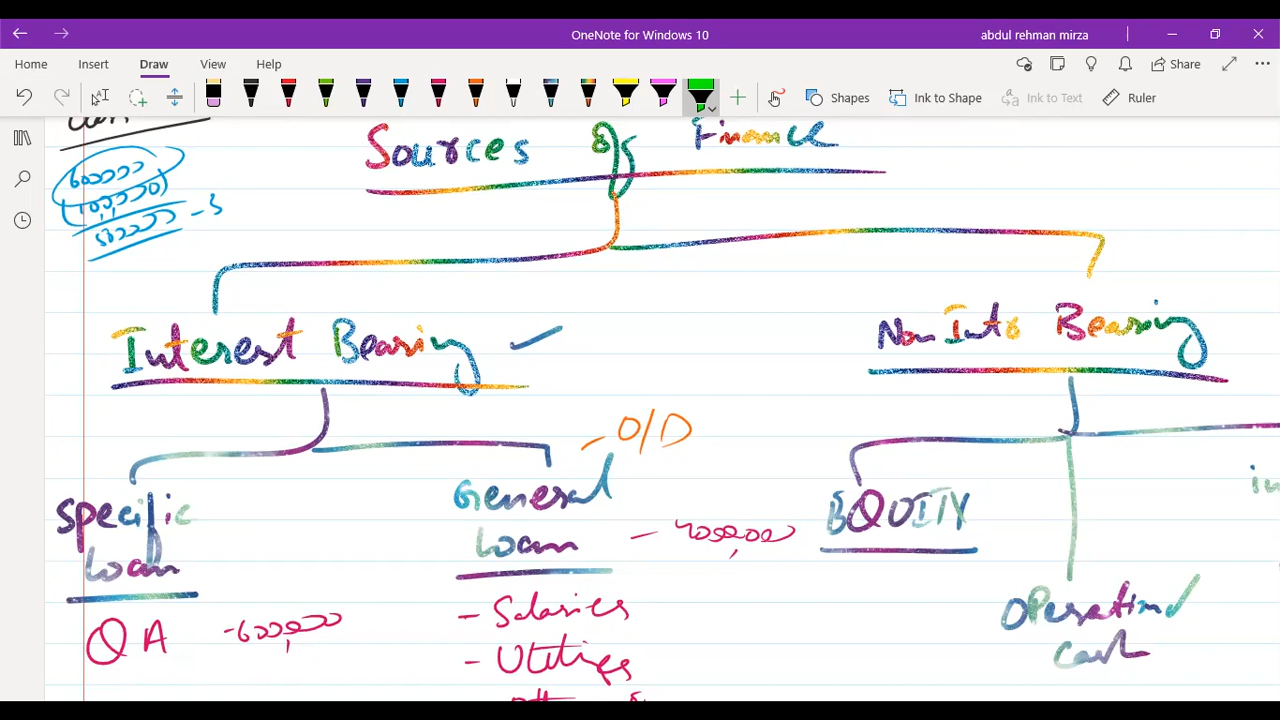 OneNote for Windows 10
abdul rehman mirza
Home Insert Draw View Help
Share
Shapes
Ink to Shape
Ink to Text
Ruler
Sources of Finance
600000
Interest Bearing
Non Int Bearing
- O/D
Specific
Loan
General
Loan
EQUITY
QA
- Salaries
- Utilities
Operational
cash